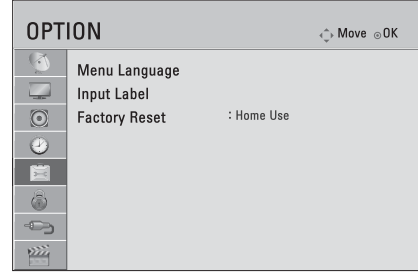 OPTION
Move OK
Menu Language
Input Label
Factory Reset : Home Use